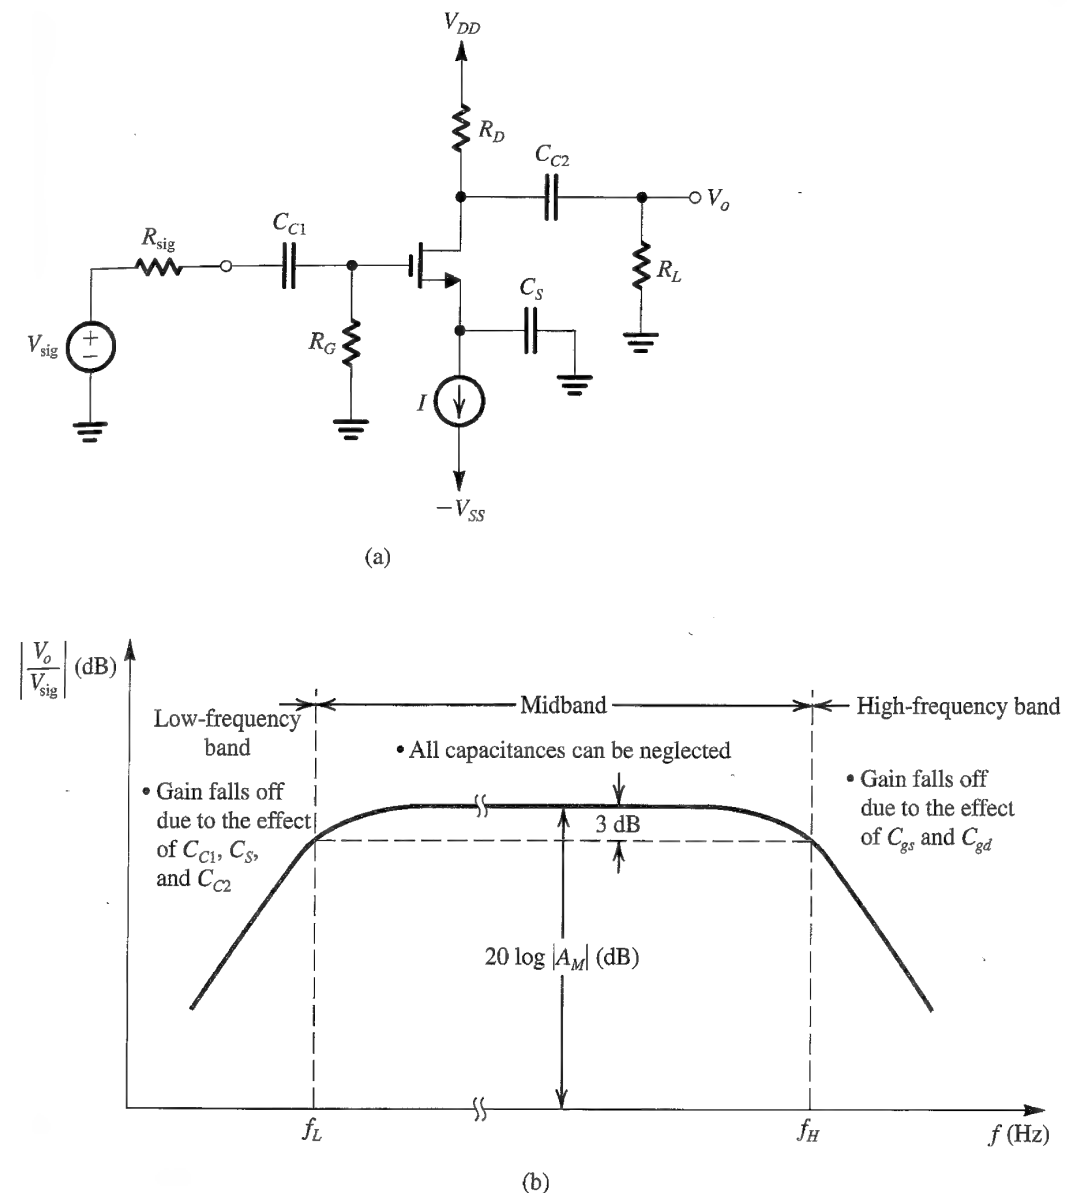 V_DD
R_D
C_C2
V_o
C_C1
R_sig
R_L
C_S
V_sig
+
−
R_G
I
−V_SS
(a)
|V_o/V_sig| (dB)
Low-frequency
band
Midband
High-frequency band
• All capacitances can be neglected
• Gain falls off
due to the effect
of C_C1, C_S,
and C_C2
3 dB
• Gain falls off
due to the effect
of C_gs and C_gd
20 log |A_M| (dB)
f_L
f_H
f (Hz)
(b)